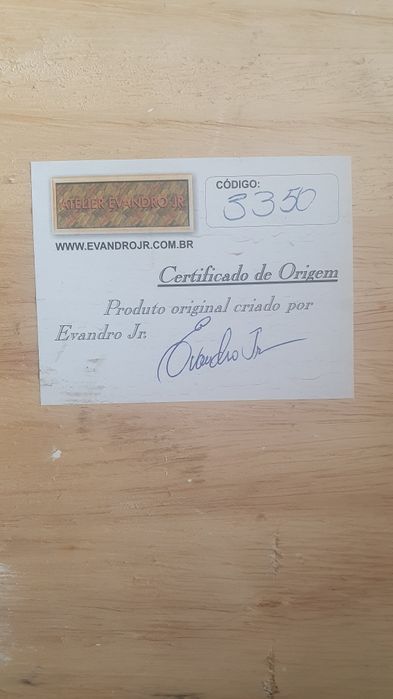 ATELIER EVANDRO JR
CÓDIGO:
3350
WWW.EVANDROJR.COM.BR
Certificado de Origem
Produto original criado por
Evandro Jr.
Evandro Jr